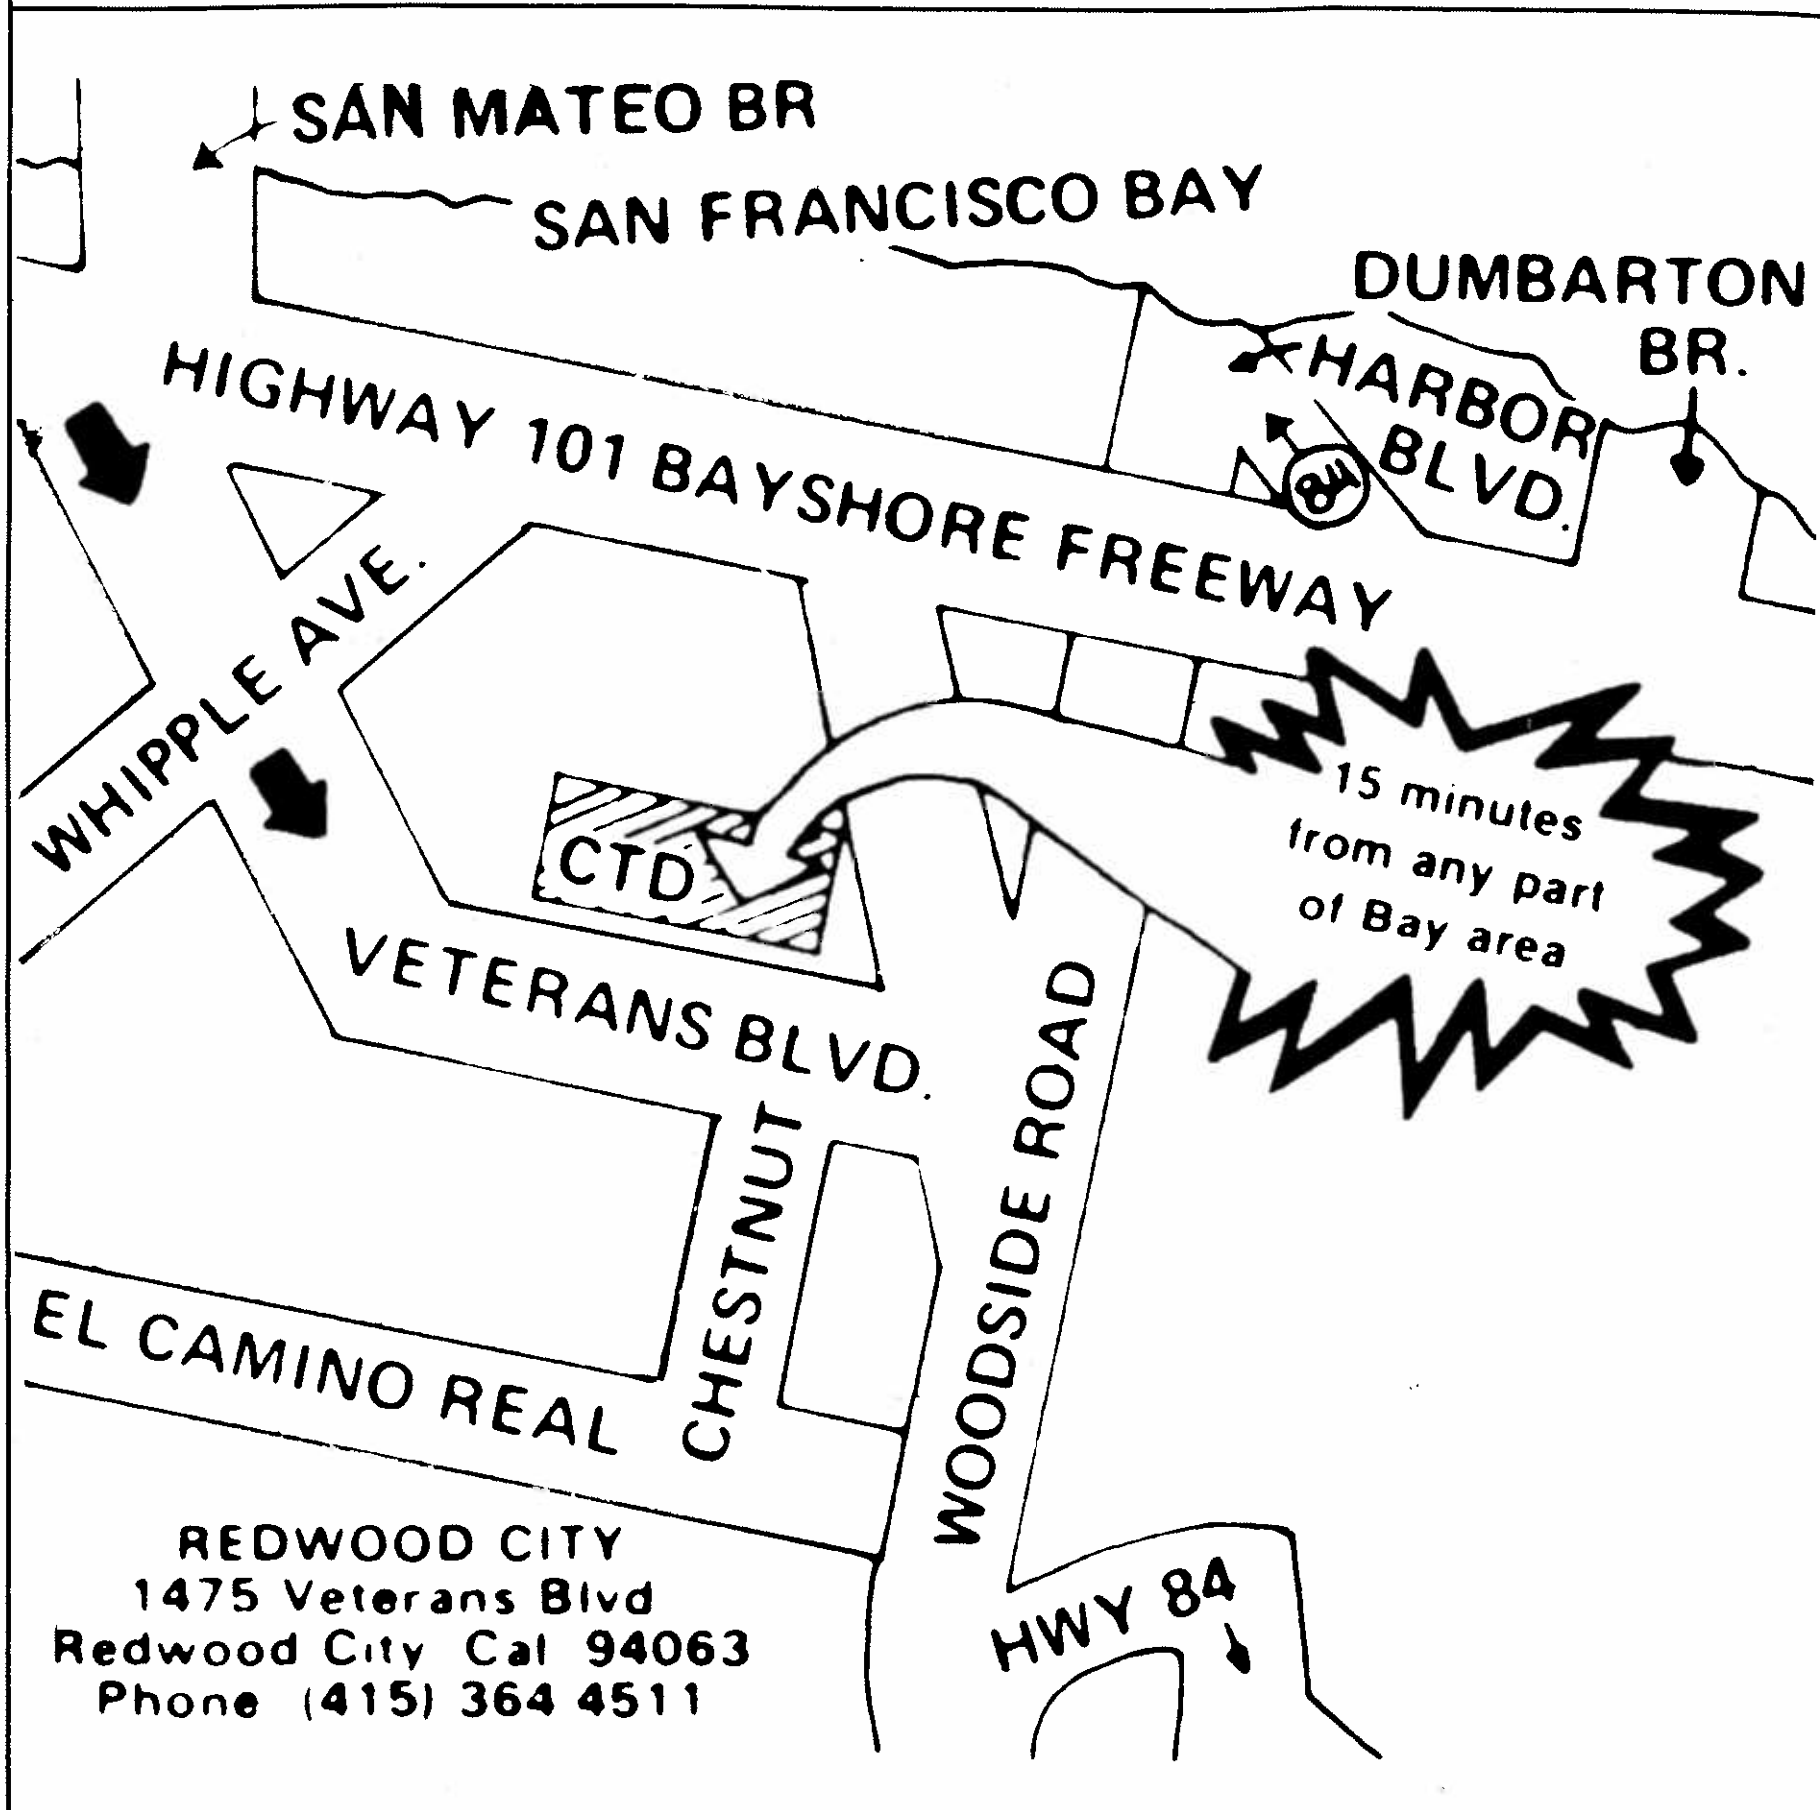 SAN MATEO BR
SAN FRANCISCO BAY
DUMBARTON
BR.
HARBOR
BLVD.
HIGHWAY 101 BAYSHORE FREEWAY
84
WHIPPLE AVE.
15 minutes
from any part
of Bay area
CTD
VETERANS BLVD.
CHESTNUT
WOODSIDE ROAD
EL CAMINO REAL
HWY 84
REDWOOD CITY
1475 Veterans Blvd
Redwood City Cal 94063
Phone (415) 364 4511